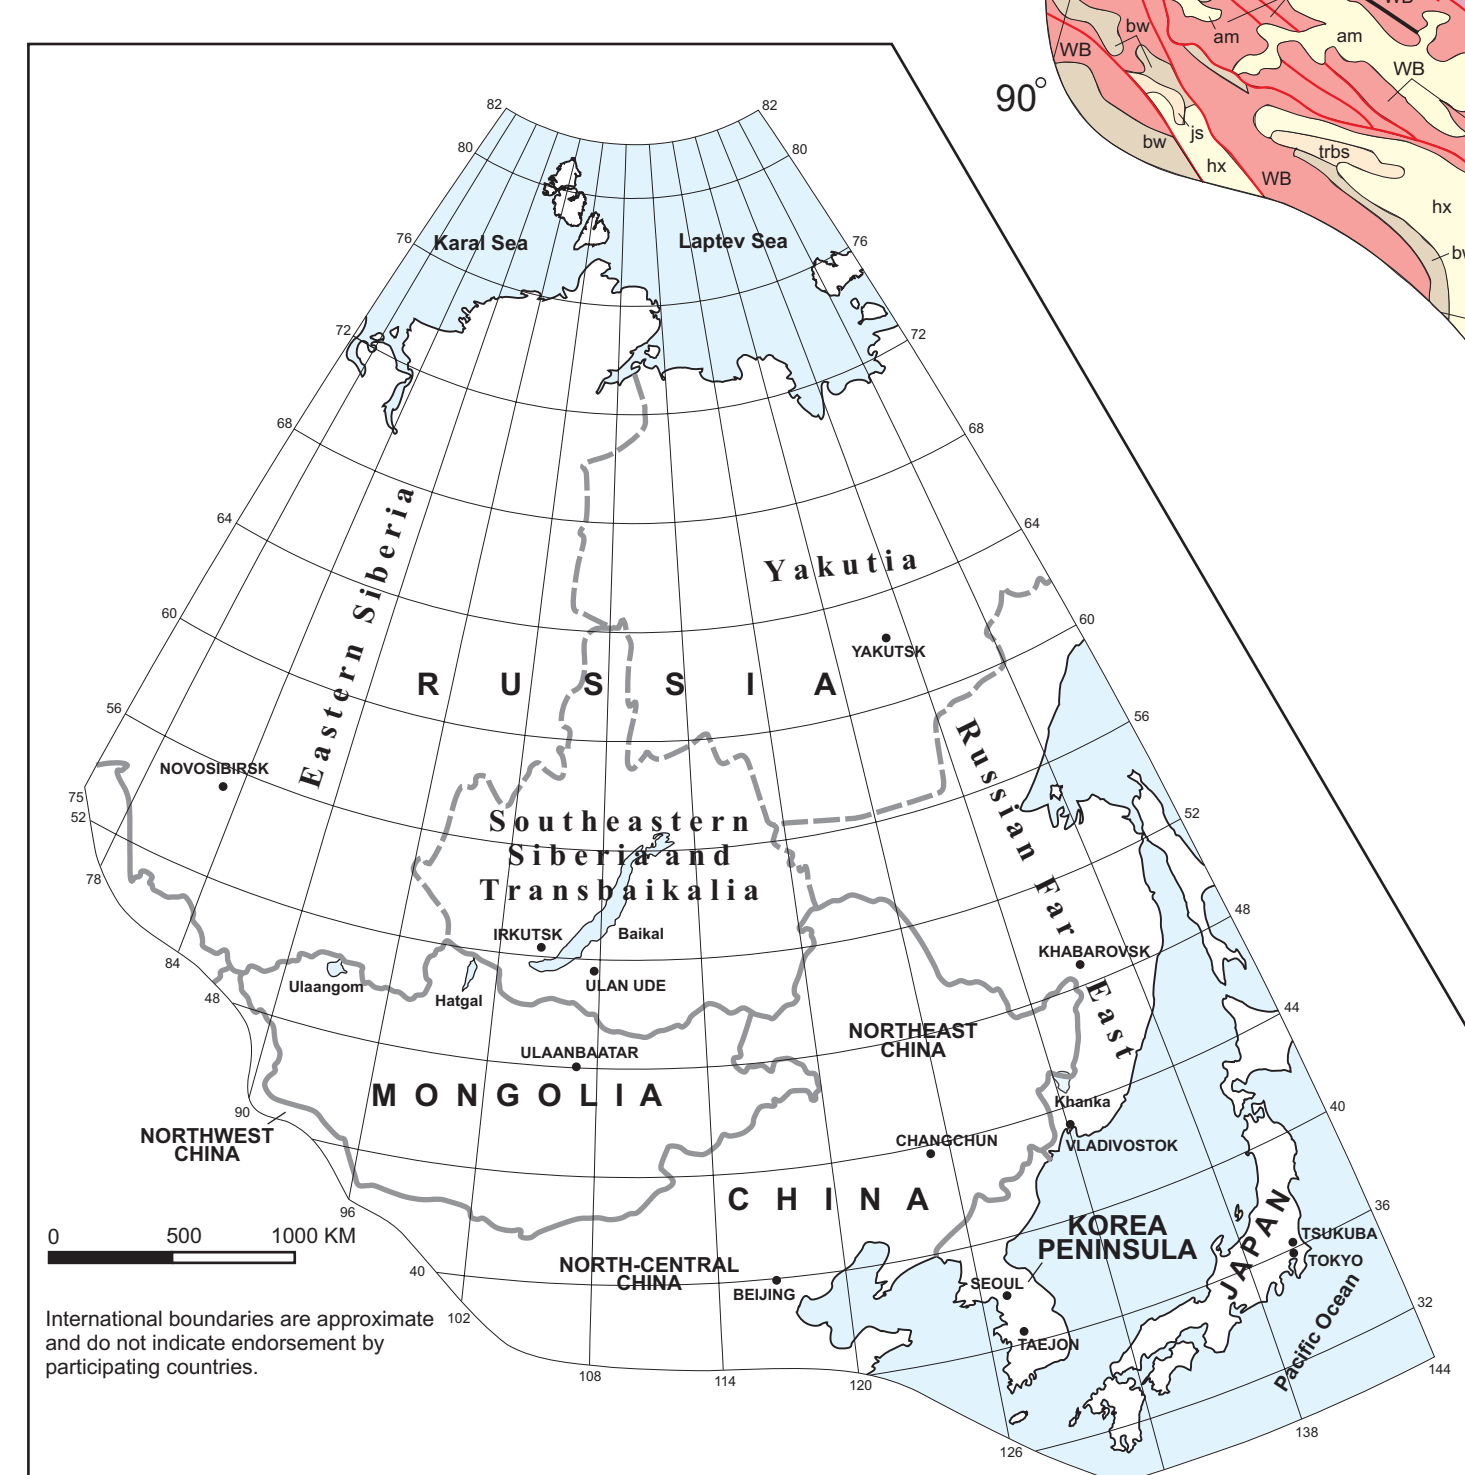 WB
bw
am
am
WB
WB
90°
bw
js
hx
WB
trbs
hx
82
82
80
80
76
Karal Sea
Laptev Sea
76
72
72
68
68
64
64
60
60
56
56
75
52
52
78
48
84
48
44
90
40
96
36
40
32
102
108
114
120
126
138
144
Eastern Siberia
Yakutia
YAKUTSK
RUSSIA
NOVOSIBIRSK
Southeastern
Siberia and
Transbaikalia
Russian Far East
IRKUTSK
Baikal
ULAN UDE
Ulaangom
Hatgal
KHABAROVSK
NORTHEAST
CHINA
ULAANBAATAR
MONGOLIA
Khanka
NORTHWEST
CHINA
CHANGCHUN
VLADIVOSTOK
CHINA
KOREA
PENINSULA
JAPAN
TSUKUBA
TOKYO
NORTH-CENTRAL
CHINA
BEIJING
SEOUL
TAEJON
Pacific Ocean
0 500 1000 KM
International boundaries are approximate
and do not indicate endorsement by
participating countries.